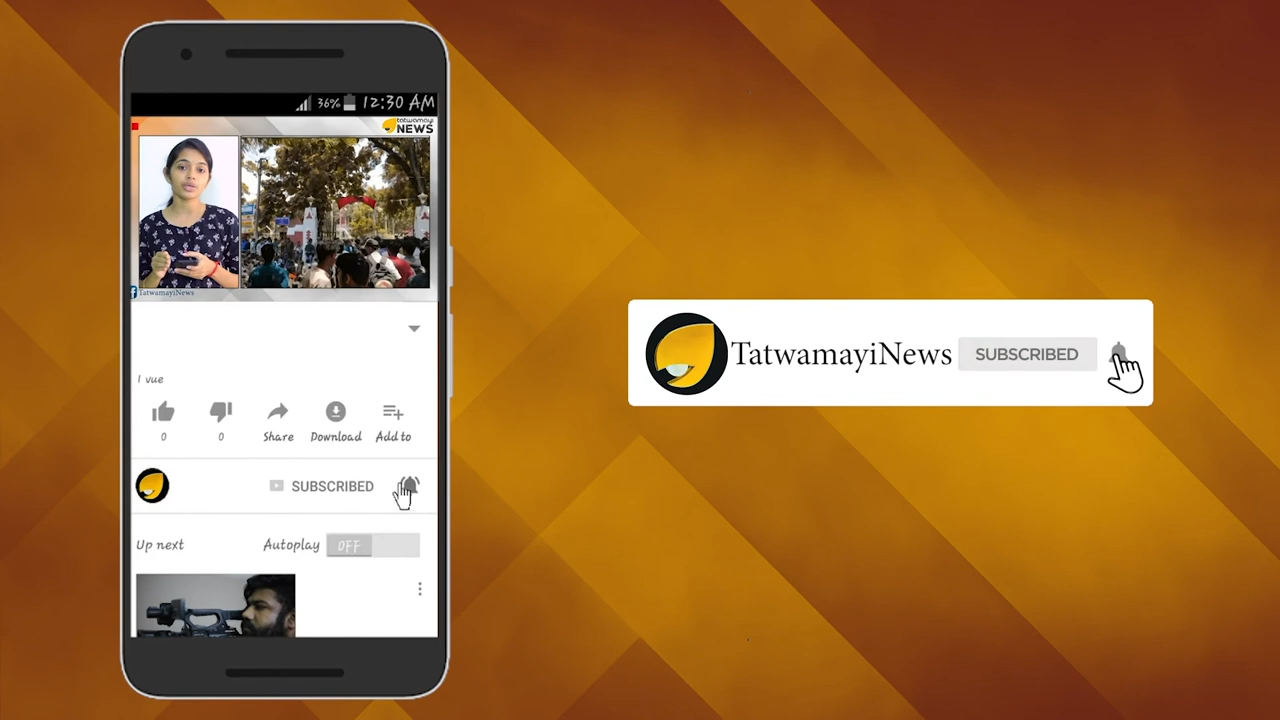 36% 12:30 AM
tatwamayi
NEWS
TatwamayiNews
1 vue
0 0 Share Download Add to
SUBSCRIBED
Up next Autoplay OFF
TatwamayiNews SUBSCRIBED